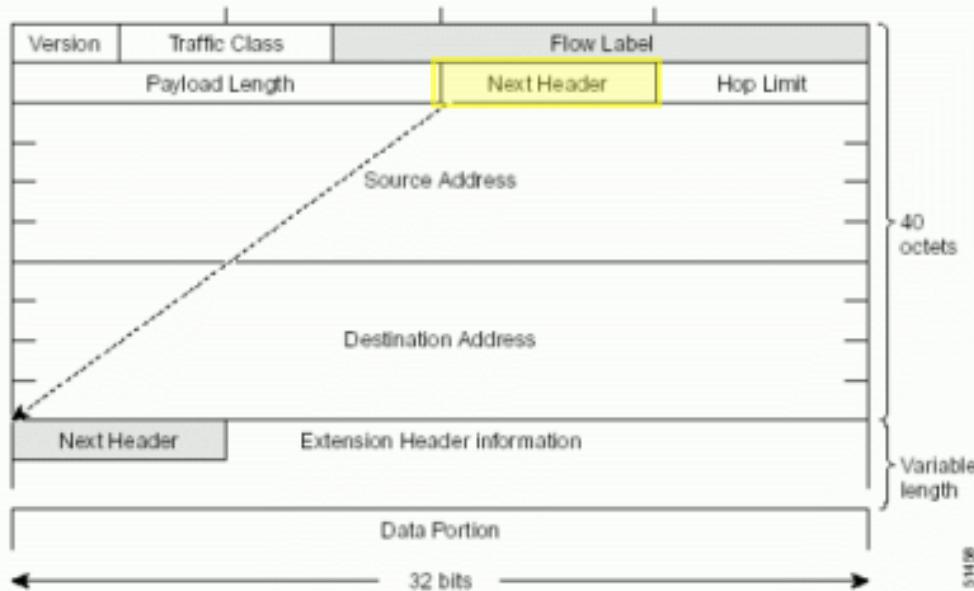 Version Traffic Class Flow Label
Payload Length Next Header Hop Limit
Source Address
40
octets
Destination Address
Next Header Extension Header information
Variable
length
Data Portion
32 bits